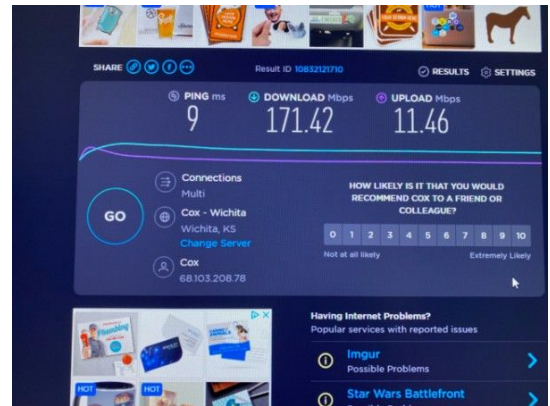 HOT
SHARE
Result ID 10832121710
RESULTS
SETTINGS
PING ms
9
DOWNLOAD Mbps
171.42
UPLOAD Mbps
11.46
GO
Connections
Multi
Cox - Wichita
Wichita, KS
Change Server
Cox
68.103.208.78
HOW LIKELY IS IT THAT YOU WOULD
RECOMMEND COX TO A FRIEND OR
COLLEAGUE?
0 1 2 3 4 5 6 7 8 9 10
Not at all likely
Extremely Likely
Having Internet Problems?
Popular services with reported issues
Imgur
Possible Problems
Star Wars Battlefront
HOT
HOT